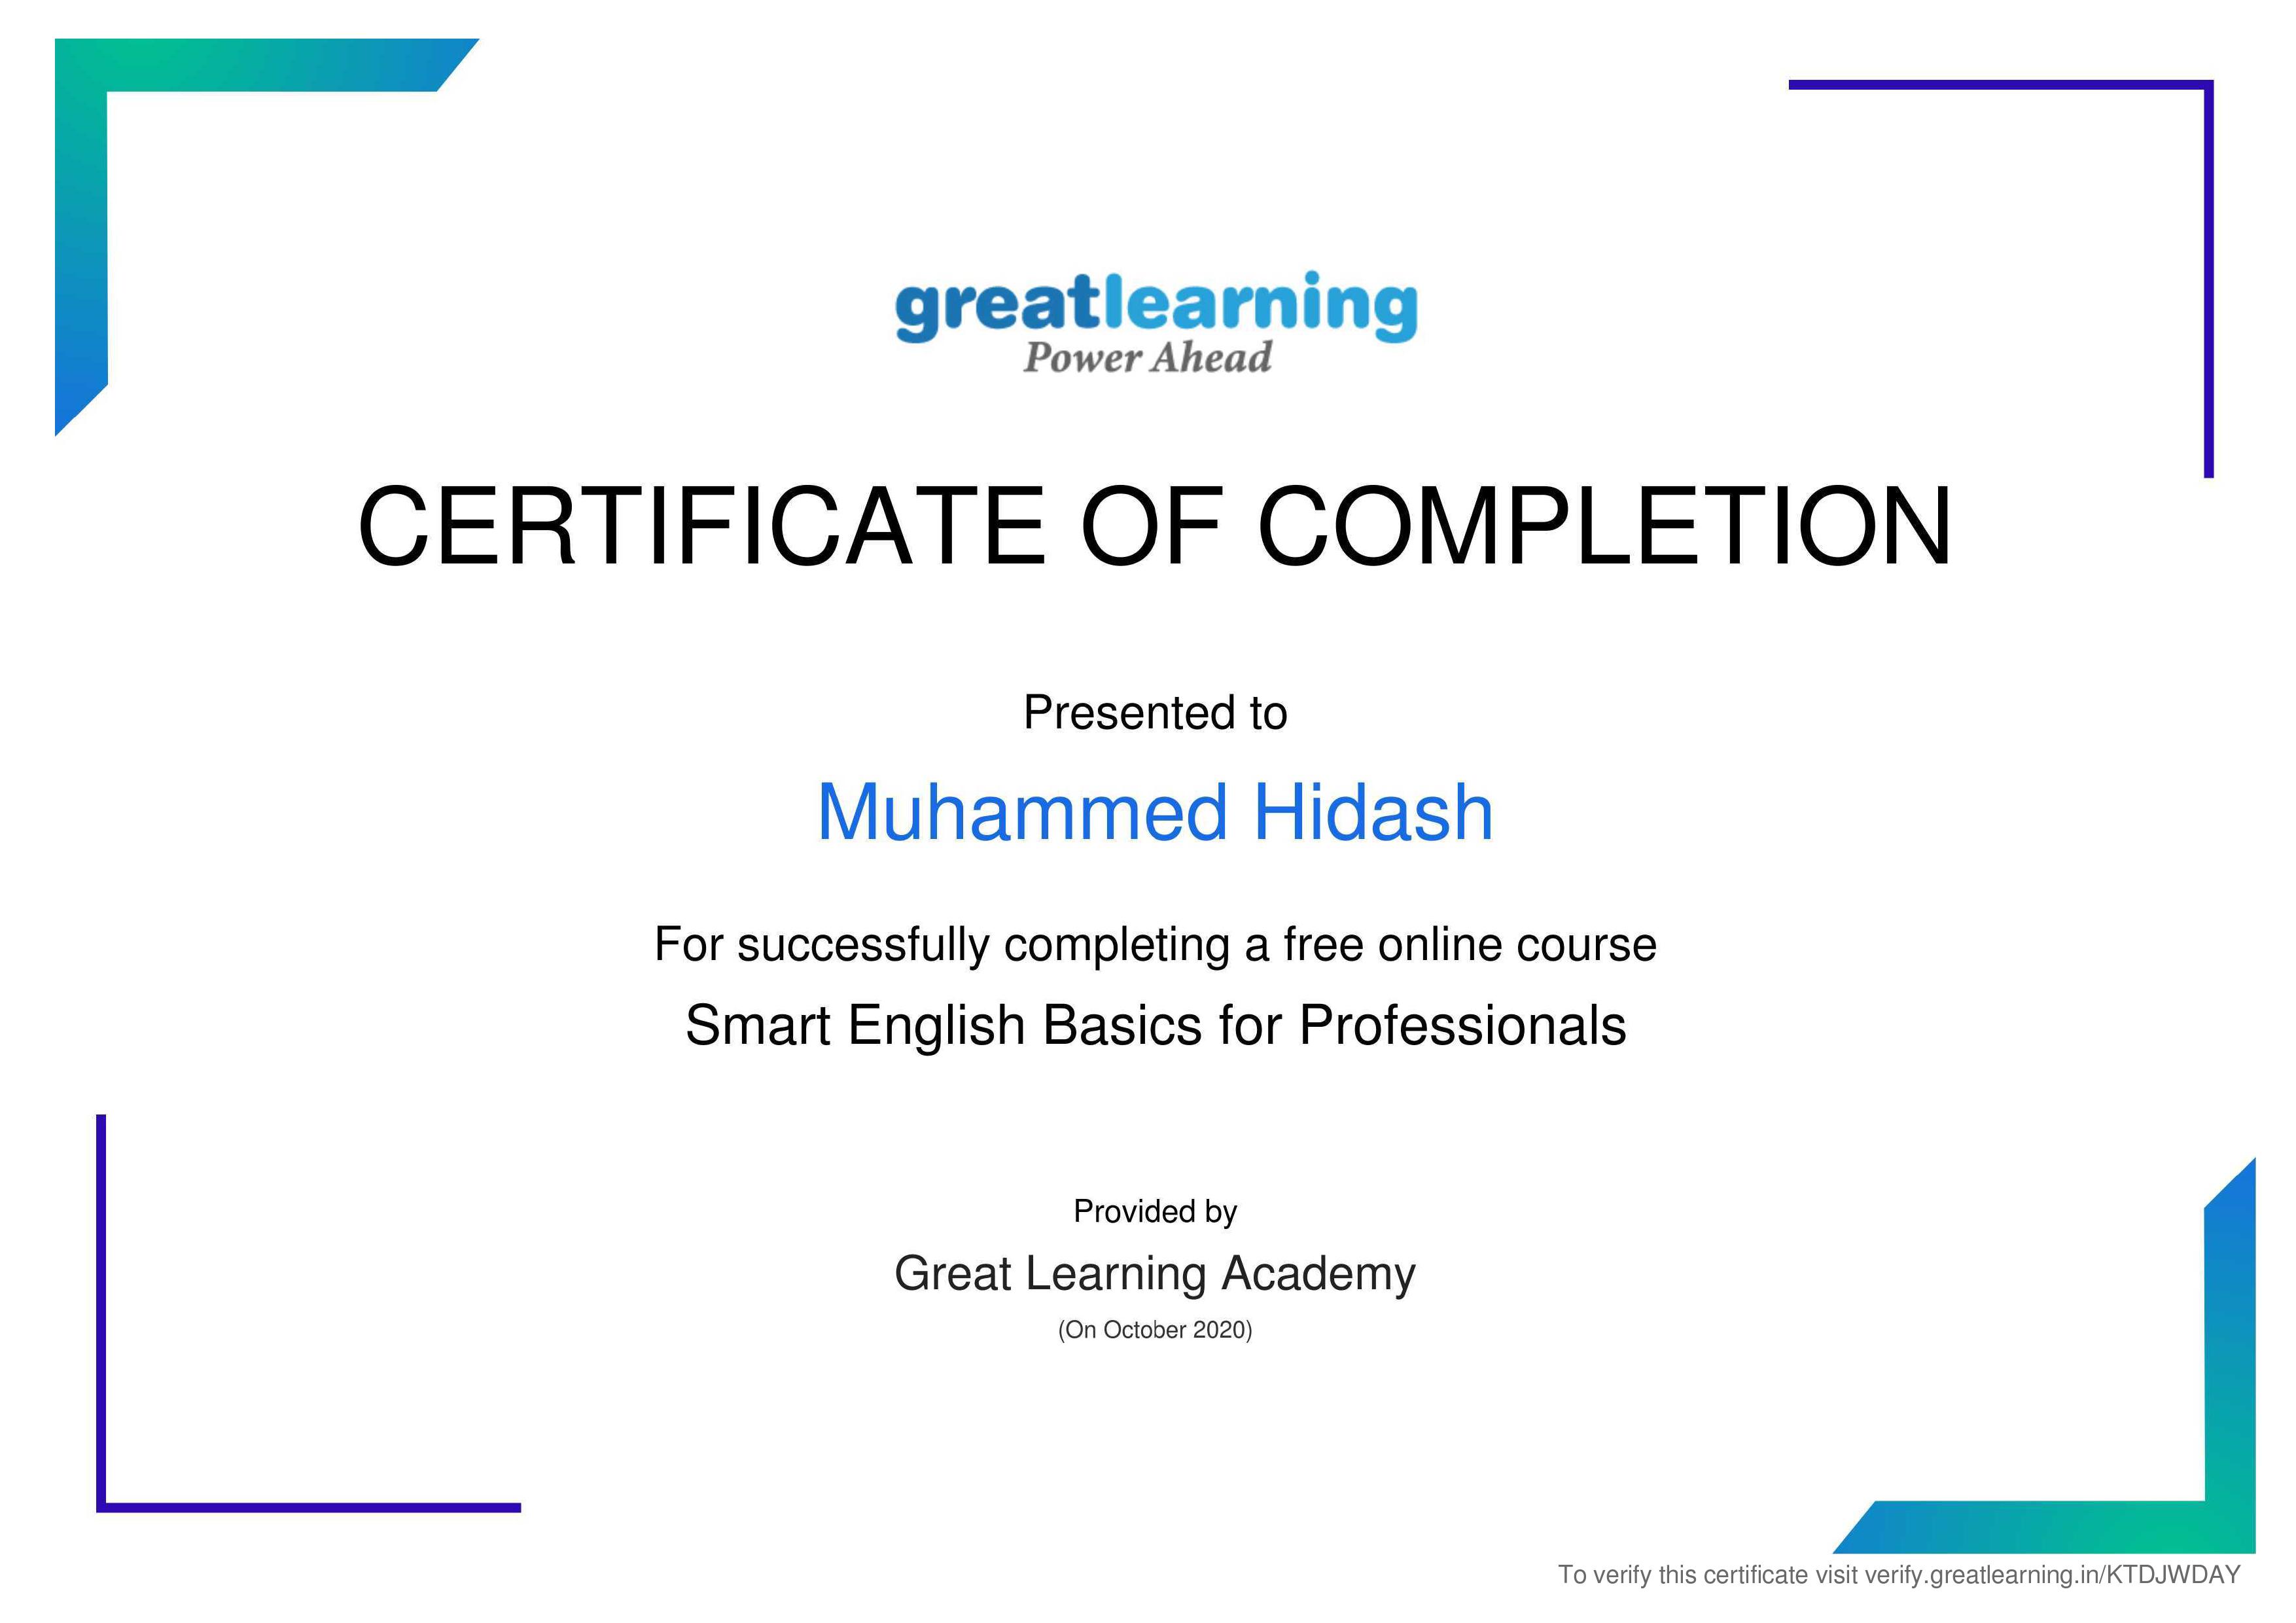 greatlearning
Power Ahead
CERTIFICATE OF COMPLETION
Presented to
Muhammed Hidash
For successfully completing a free online course
Smart English Basics for Professionals
Provided by
Great Learning Academy
(On October 2020)
To verify this certificate visit verify.greatlearning.in/KTDJWDAY